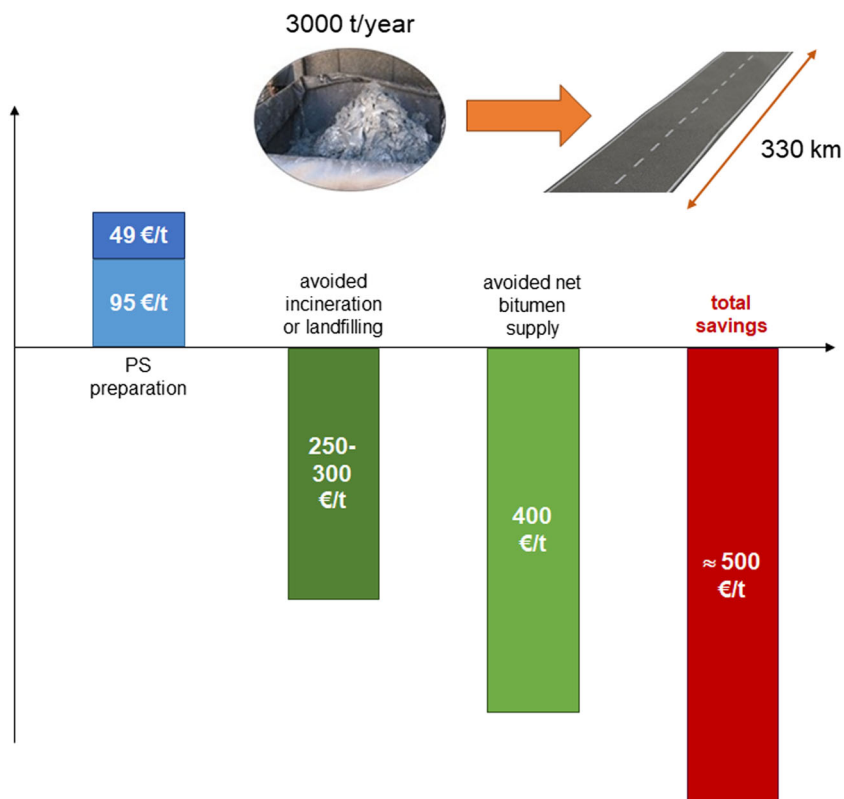 3000 t/year
330 km
49 €/t
95 €/t
PS
preparation
avoided
incineration
or landfilling
250-
300
€/t
avoided net
bitumen
supply
400
€/t
total
savings
≈ 500
€/t